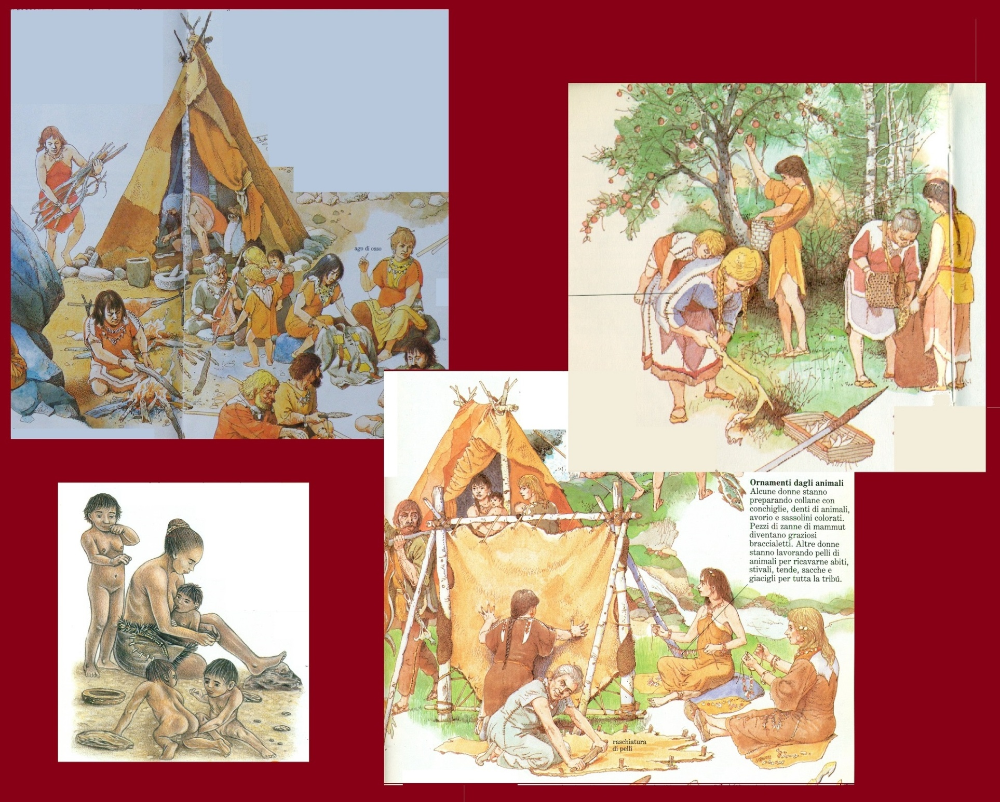 ago di osso
Ornamenti dagli animali
Alcune donne stanno
preparando collane con
conchiglie, denti di animali,
avorio e sassolini colorati.
Pezzi di zanne di mammut
diventano graziosi
braccialetti. Altre donne
stanno lavorando pelli di
animali per ricavarne abiti,
stivali, tende, sacche e
giacigli per tutta la tribú.
raschiatura
di pelli